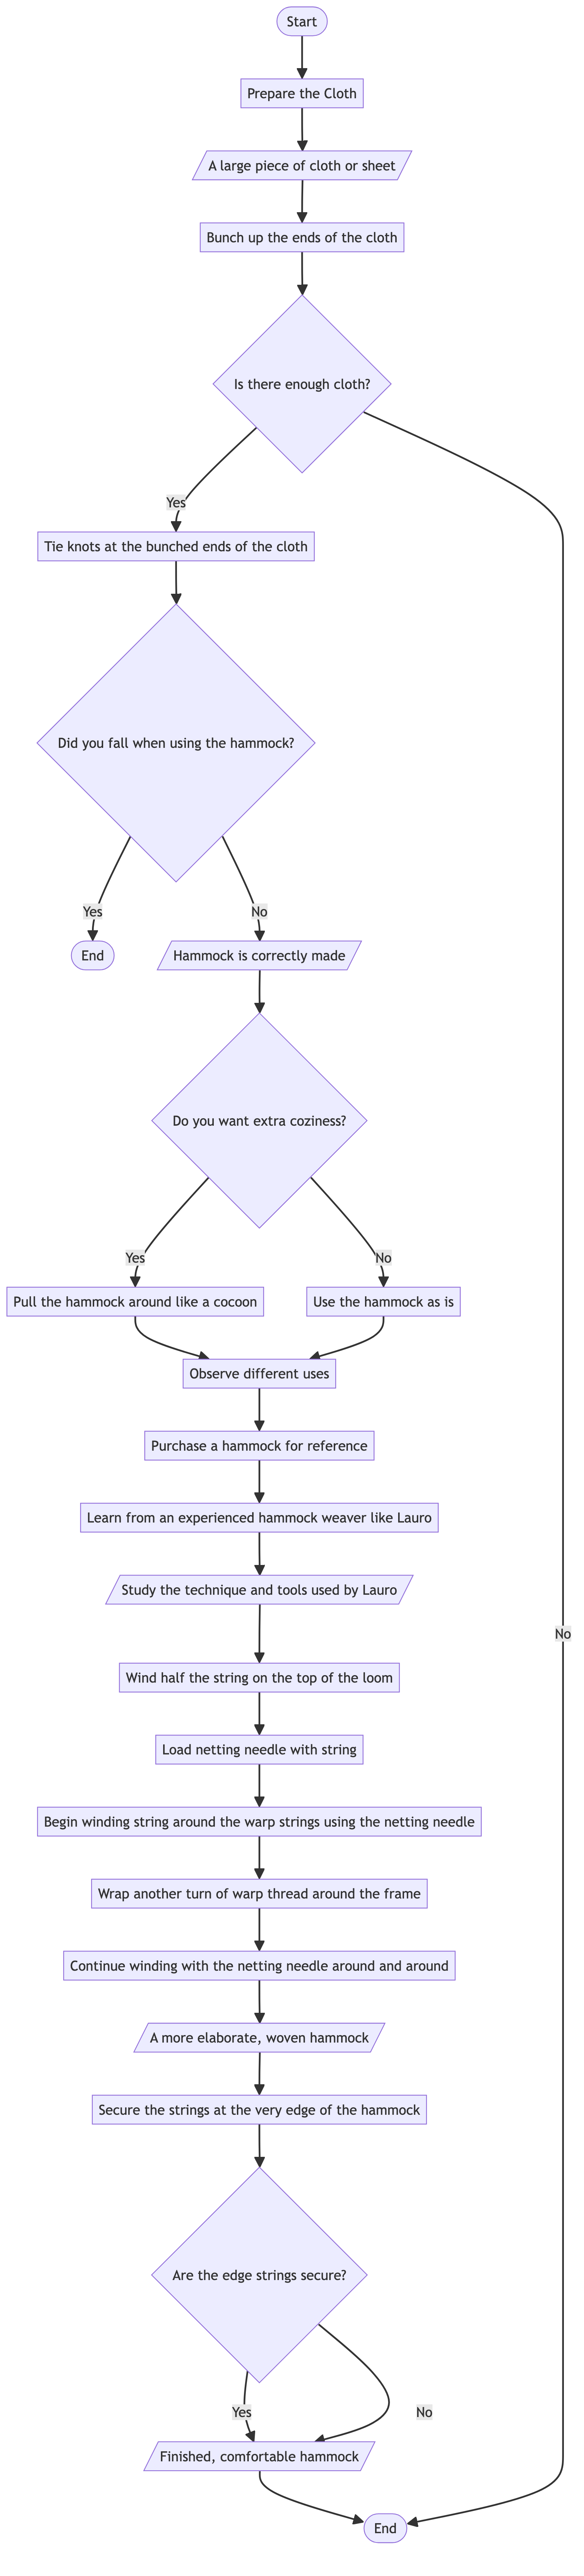 Start
Prepare the Cloth
A large piece of cloth or sheet
Bunch up the ends of the cloth
Is there enough cloth?
Yes
Tie knots at the bunched ends of the cloth
Did you fall when using the hammock?
Yes
No
End
Hammock is correctly made
Do you want extra coziness?
Yes
No
Pull the hammock around like a cocoon
Use the hammock as is
Observe different uses
Purchase a hammock for reference
Learn from an experienced hammock weaver like Lauro
Study the technique and tools used by Lauro
No
Wind half the string on the top of the loom
Load netting needle with string
Begin winding string around the warp strings using the netting needle
Wrap another turn of warp thread around the frame
Continue winding with the netting needle around and around
A more elaborate, woven hammock
Secure the strings at the very edge of the hammock
Are the edge strings secure?
Yes
No
Finished, comfortable hammock
End